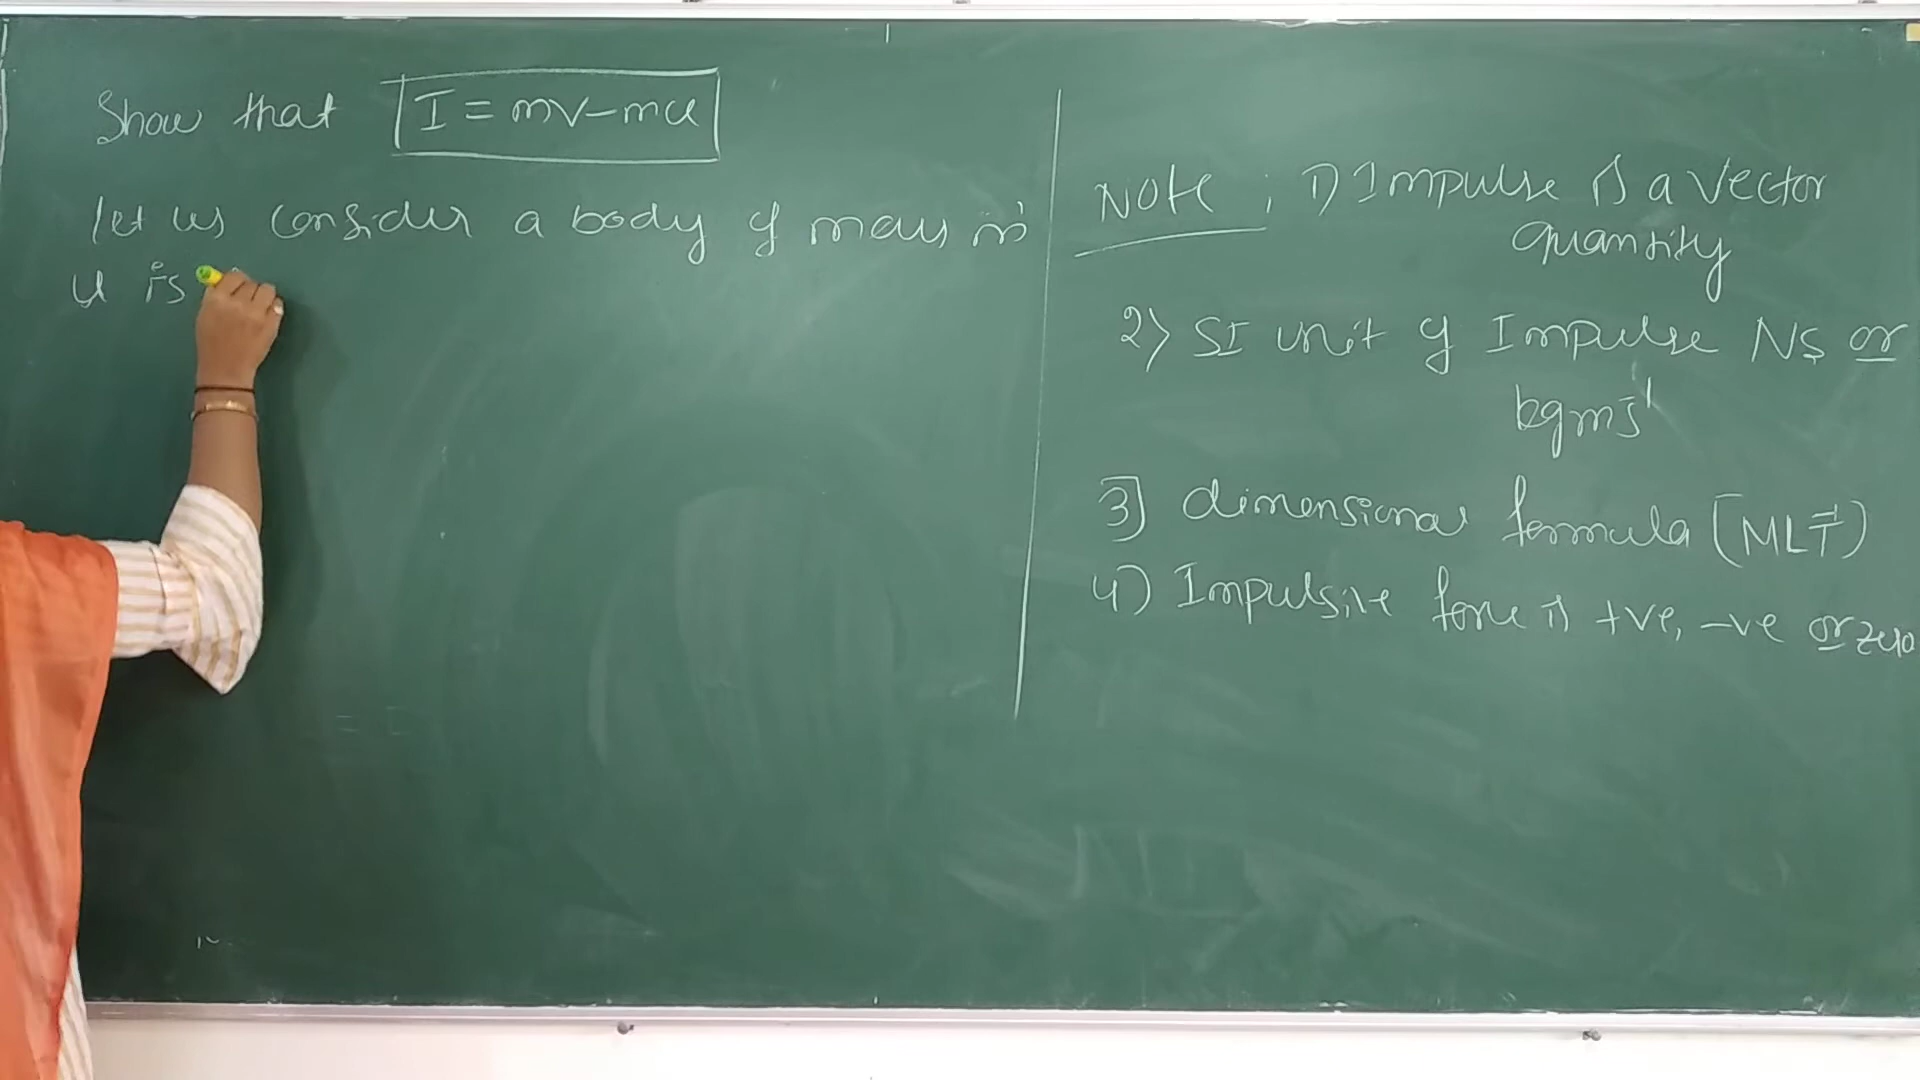 Show that I = mv-mu
let us consider a body of mass 'm'
u is
NOTE ; 1) Impulse is a vector
quantity
2) SI unit of Impulse NS or
kgms⁻¹
3] dimensional formula [MLT⁻¹)
4) Impulsive force is +ve, -ve or zero